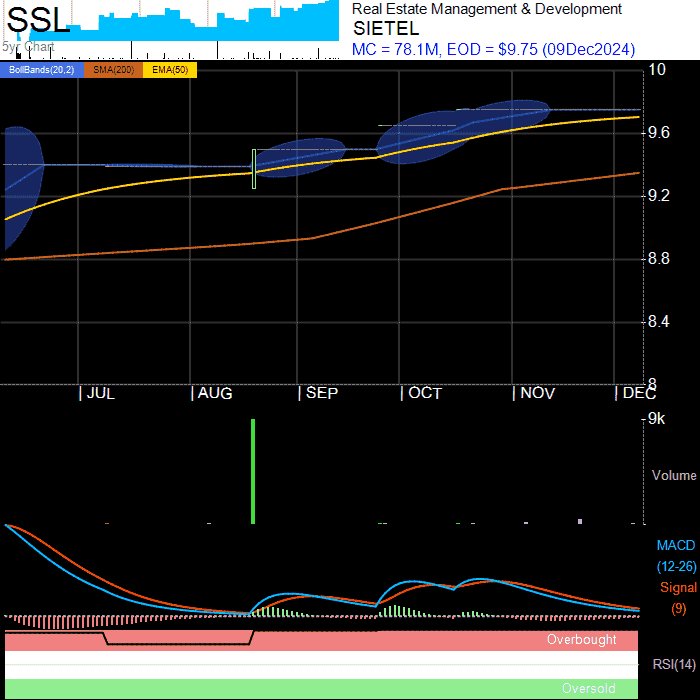 SSL
5yr Chart
Real Estate Management & Development
SIETEL
MC = 78.1M, EOD = $9.75 (09Dec2024)
BollBands(20,2) SMA(200) EMA(50)
10
9.6
9.2
8.8
8.4
8
| JUL | AUG | SEP | OCT | NOV | DEC
9k
Volume
MACD
(12-26)
Signal
(9)
Overbought
RSI(14)
Oversold